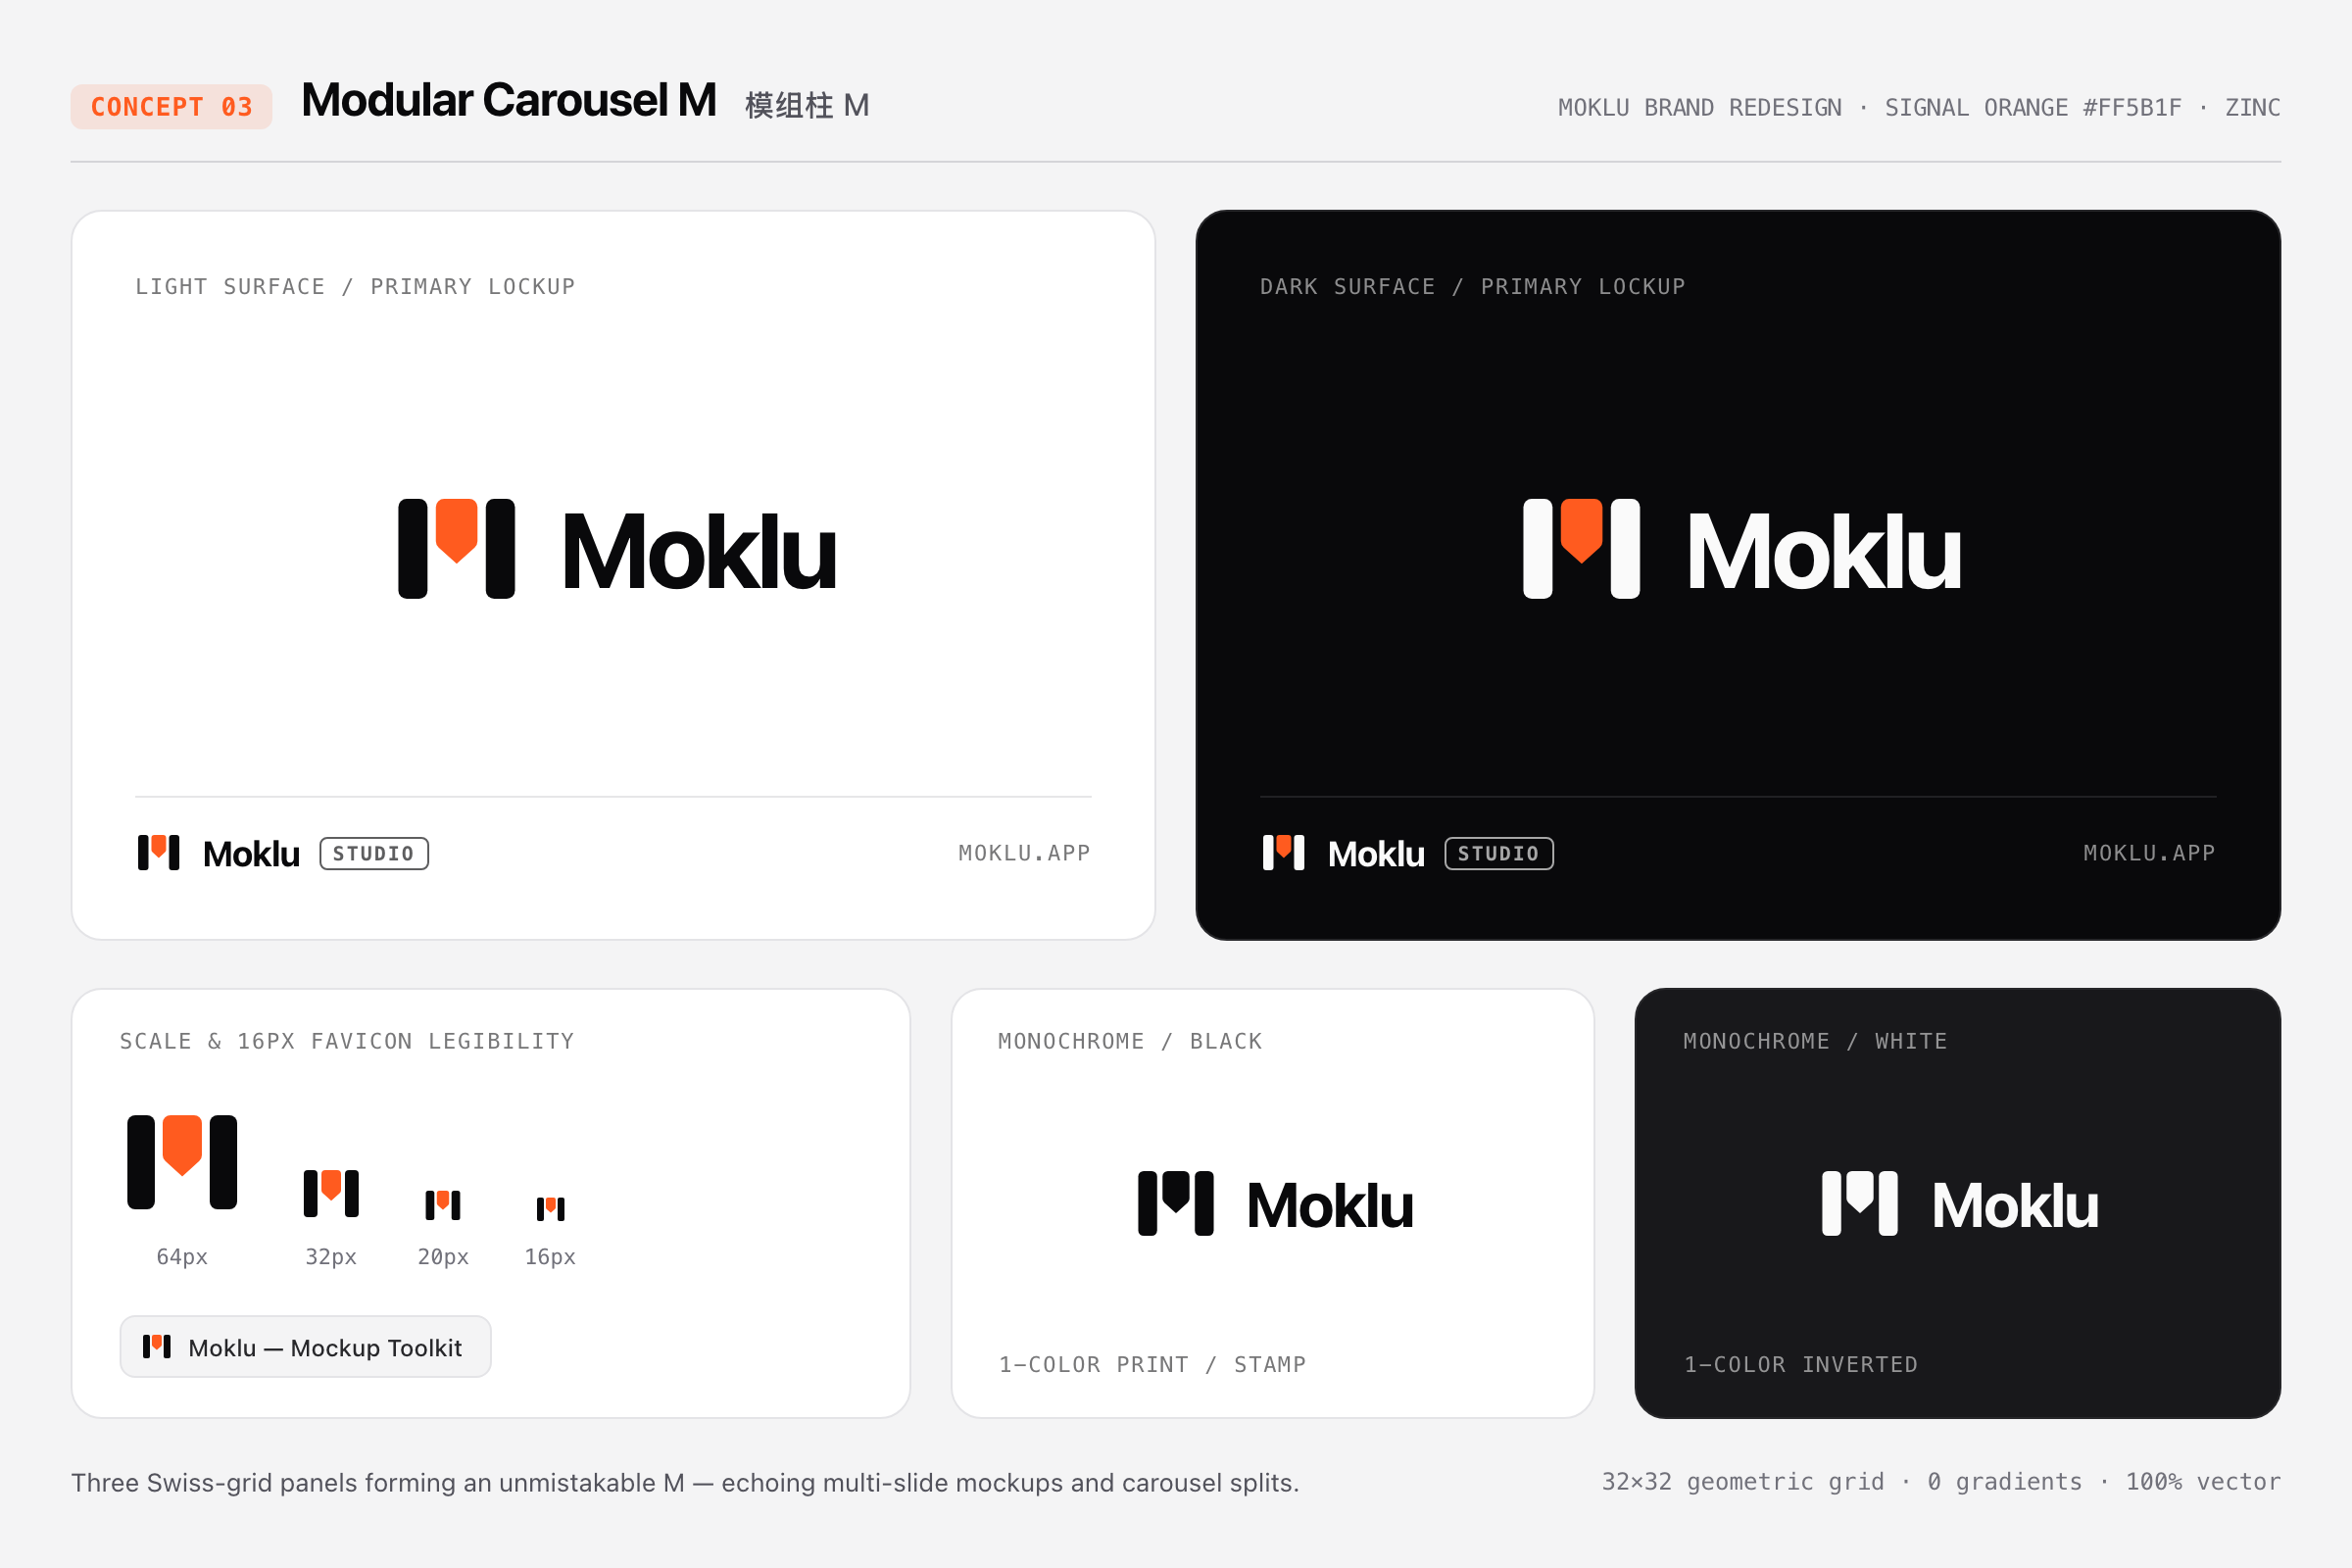 CONCEPT 03 Modular Carousel M 模组柱 M
MOKLU BRAND REDESIGN · SIGNAL ORANGE #FF5B1F · ZINC
LIGHT SURFACE / PRIMARY LOCKUP
Moklu
Moklu STUDIO
MOKLU.APP
DARK SURFACE / PRIMARY LOCKUP
Moklu
Moklu STUDIO
MOKLU.APP
SCALE & 16PX FAVICON LEGIBILITY
64px
32px
20px
16px
Moklu — Mockup Toolkit
MONOCHROME / BLACK
Moklu
1-COLOR PRINT / STAMP
MONOCHROME / WHITE
Moklu
1-COLOR INVERTED
Three Swiss-grid panels forming an unmistakable M — echoing multi-slide mockups and carousel splits.
32×32 geometric grid · 0 gradients · 100% vector